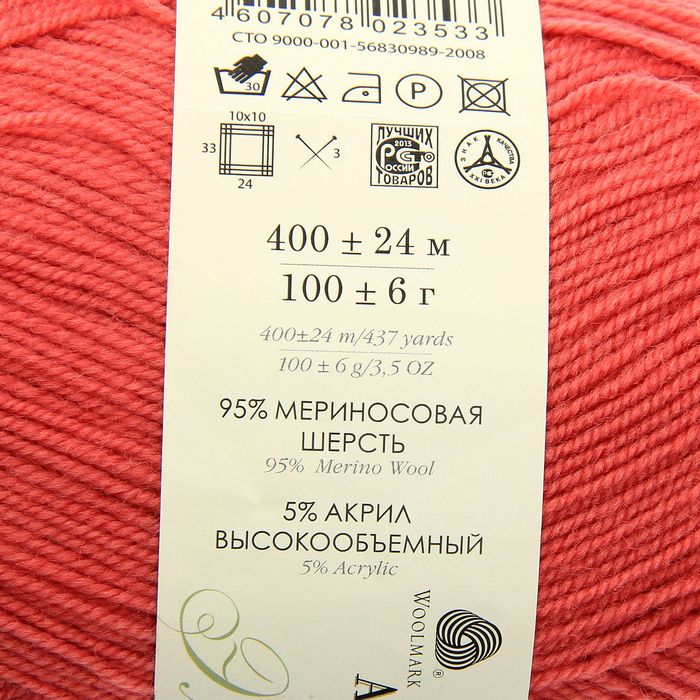 4607078023533
СТО 9000-001-56830989-2008
30
P
10x10
33
3
24
ЛУЧШИХ
2013
РОССИИ
ТОВАРОВ
ЗНАК КАЧЕСТВА
XXI ВЕКА
400 ± 24 м
100 ± 6 г
400±24 m/437 yards
100 ± 6 g/3,5 OZ
95% МЕРИНОСОВАЯ
ШЕРСТЬ
95% Merino Wool
5% АКРИЛ
ВЫСОКООБЪЕМНЫЙ
5% Acrylic
WOOLMARK
®
A